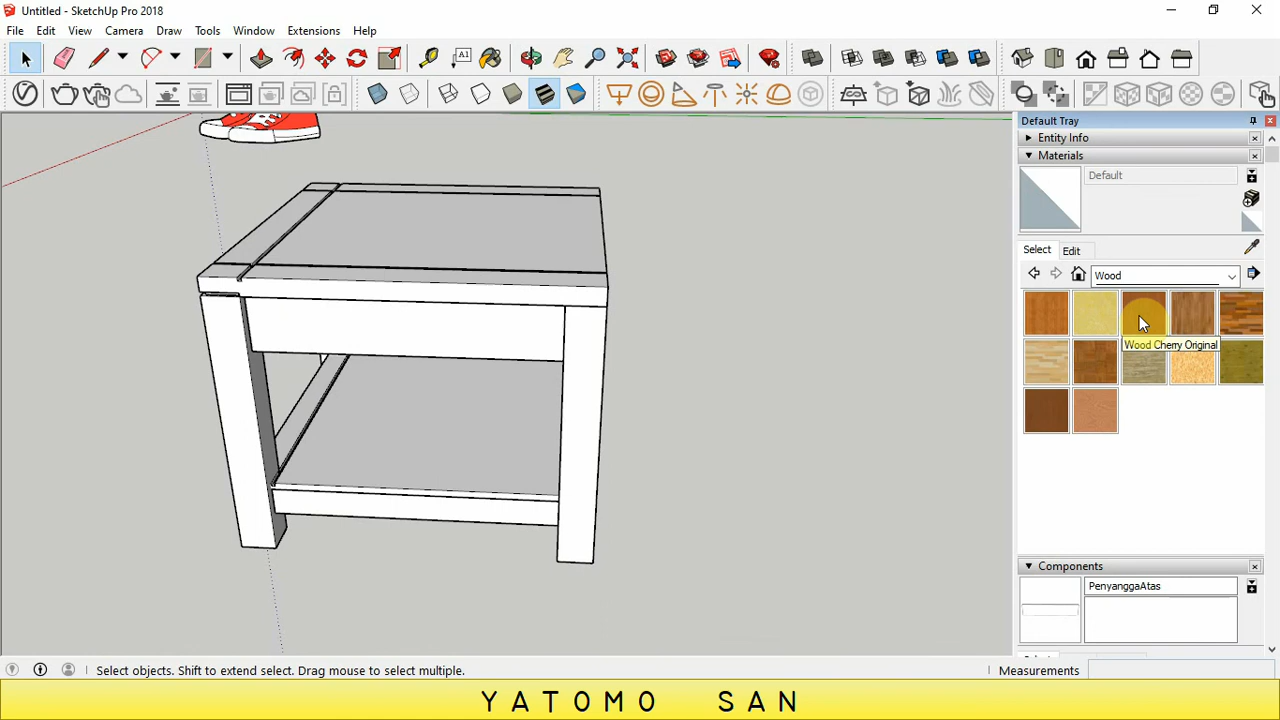 Untitled - SketchUp Pro 2018
File Edit View Camera Draw Tools Window Extensions Help
A1
Default Tray
Entity Info
Materials
Default
Select Edit
Wood
Wood Cherry Original
Components
PenyanggaAtas
Select objects. Shift to extend select. Drag mouse to select multiple.
Measurements
YATOMO SAN